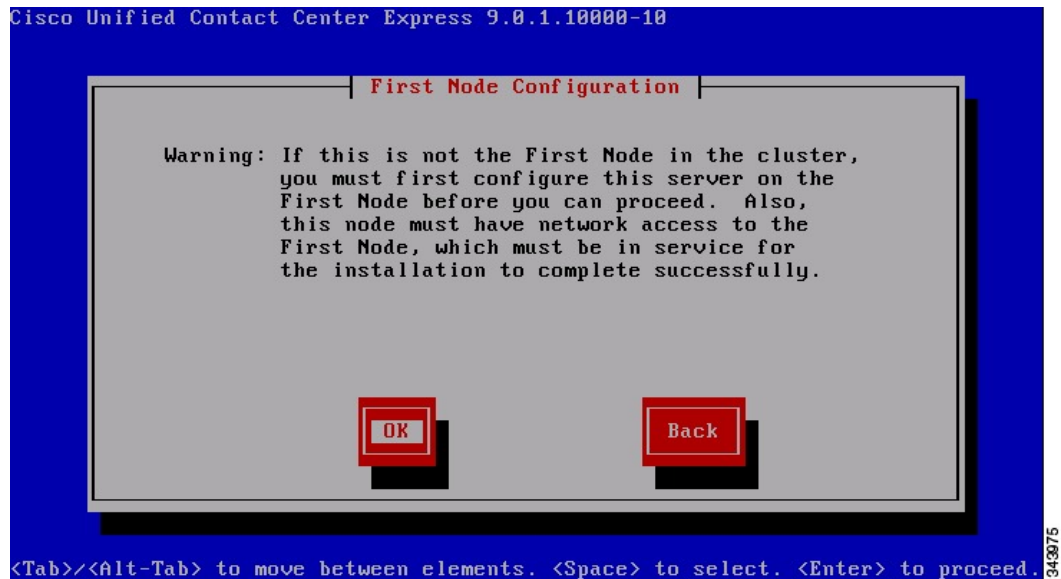 Cisco Unified Contact Center Express 9.0.1.10000-10
First Node Configuration
Warning: If this is not the First Node in the cluster,
you must first configure this server on the
First Node before you can proceed. Also,
this node must have network access to the
First Node, which must be in service for
the installation to complete successfully.
OK
Back
<Tab>/<Alt-Tab> to move between elements. <Space> to select. <Enter> to proceed.
343975